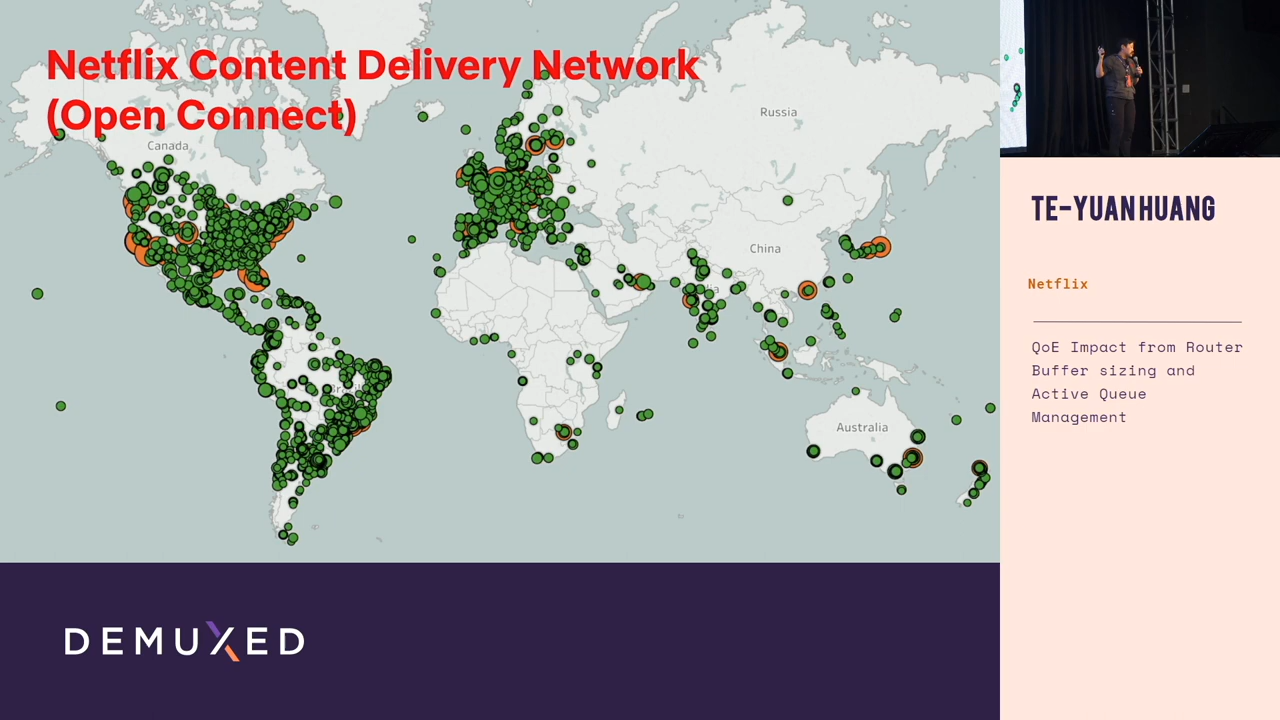 Netflix Content Delivery Network
(Open Connect)
Russia
Canada
China
Australia
DEMUXED
TE-YUAN HUANG
Netflix
QoE Impact from Router
Buffer sizing and
Active Queue
Management